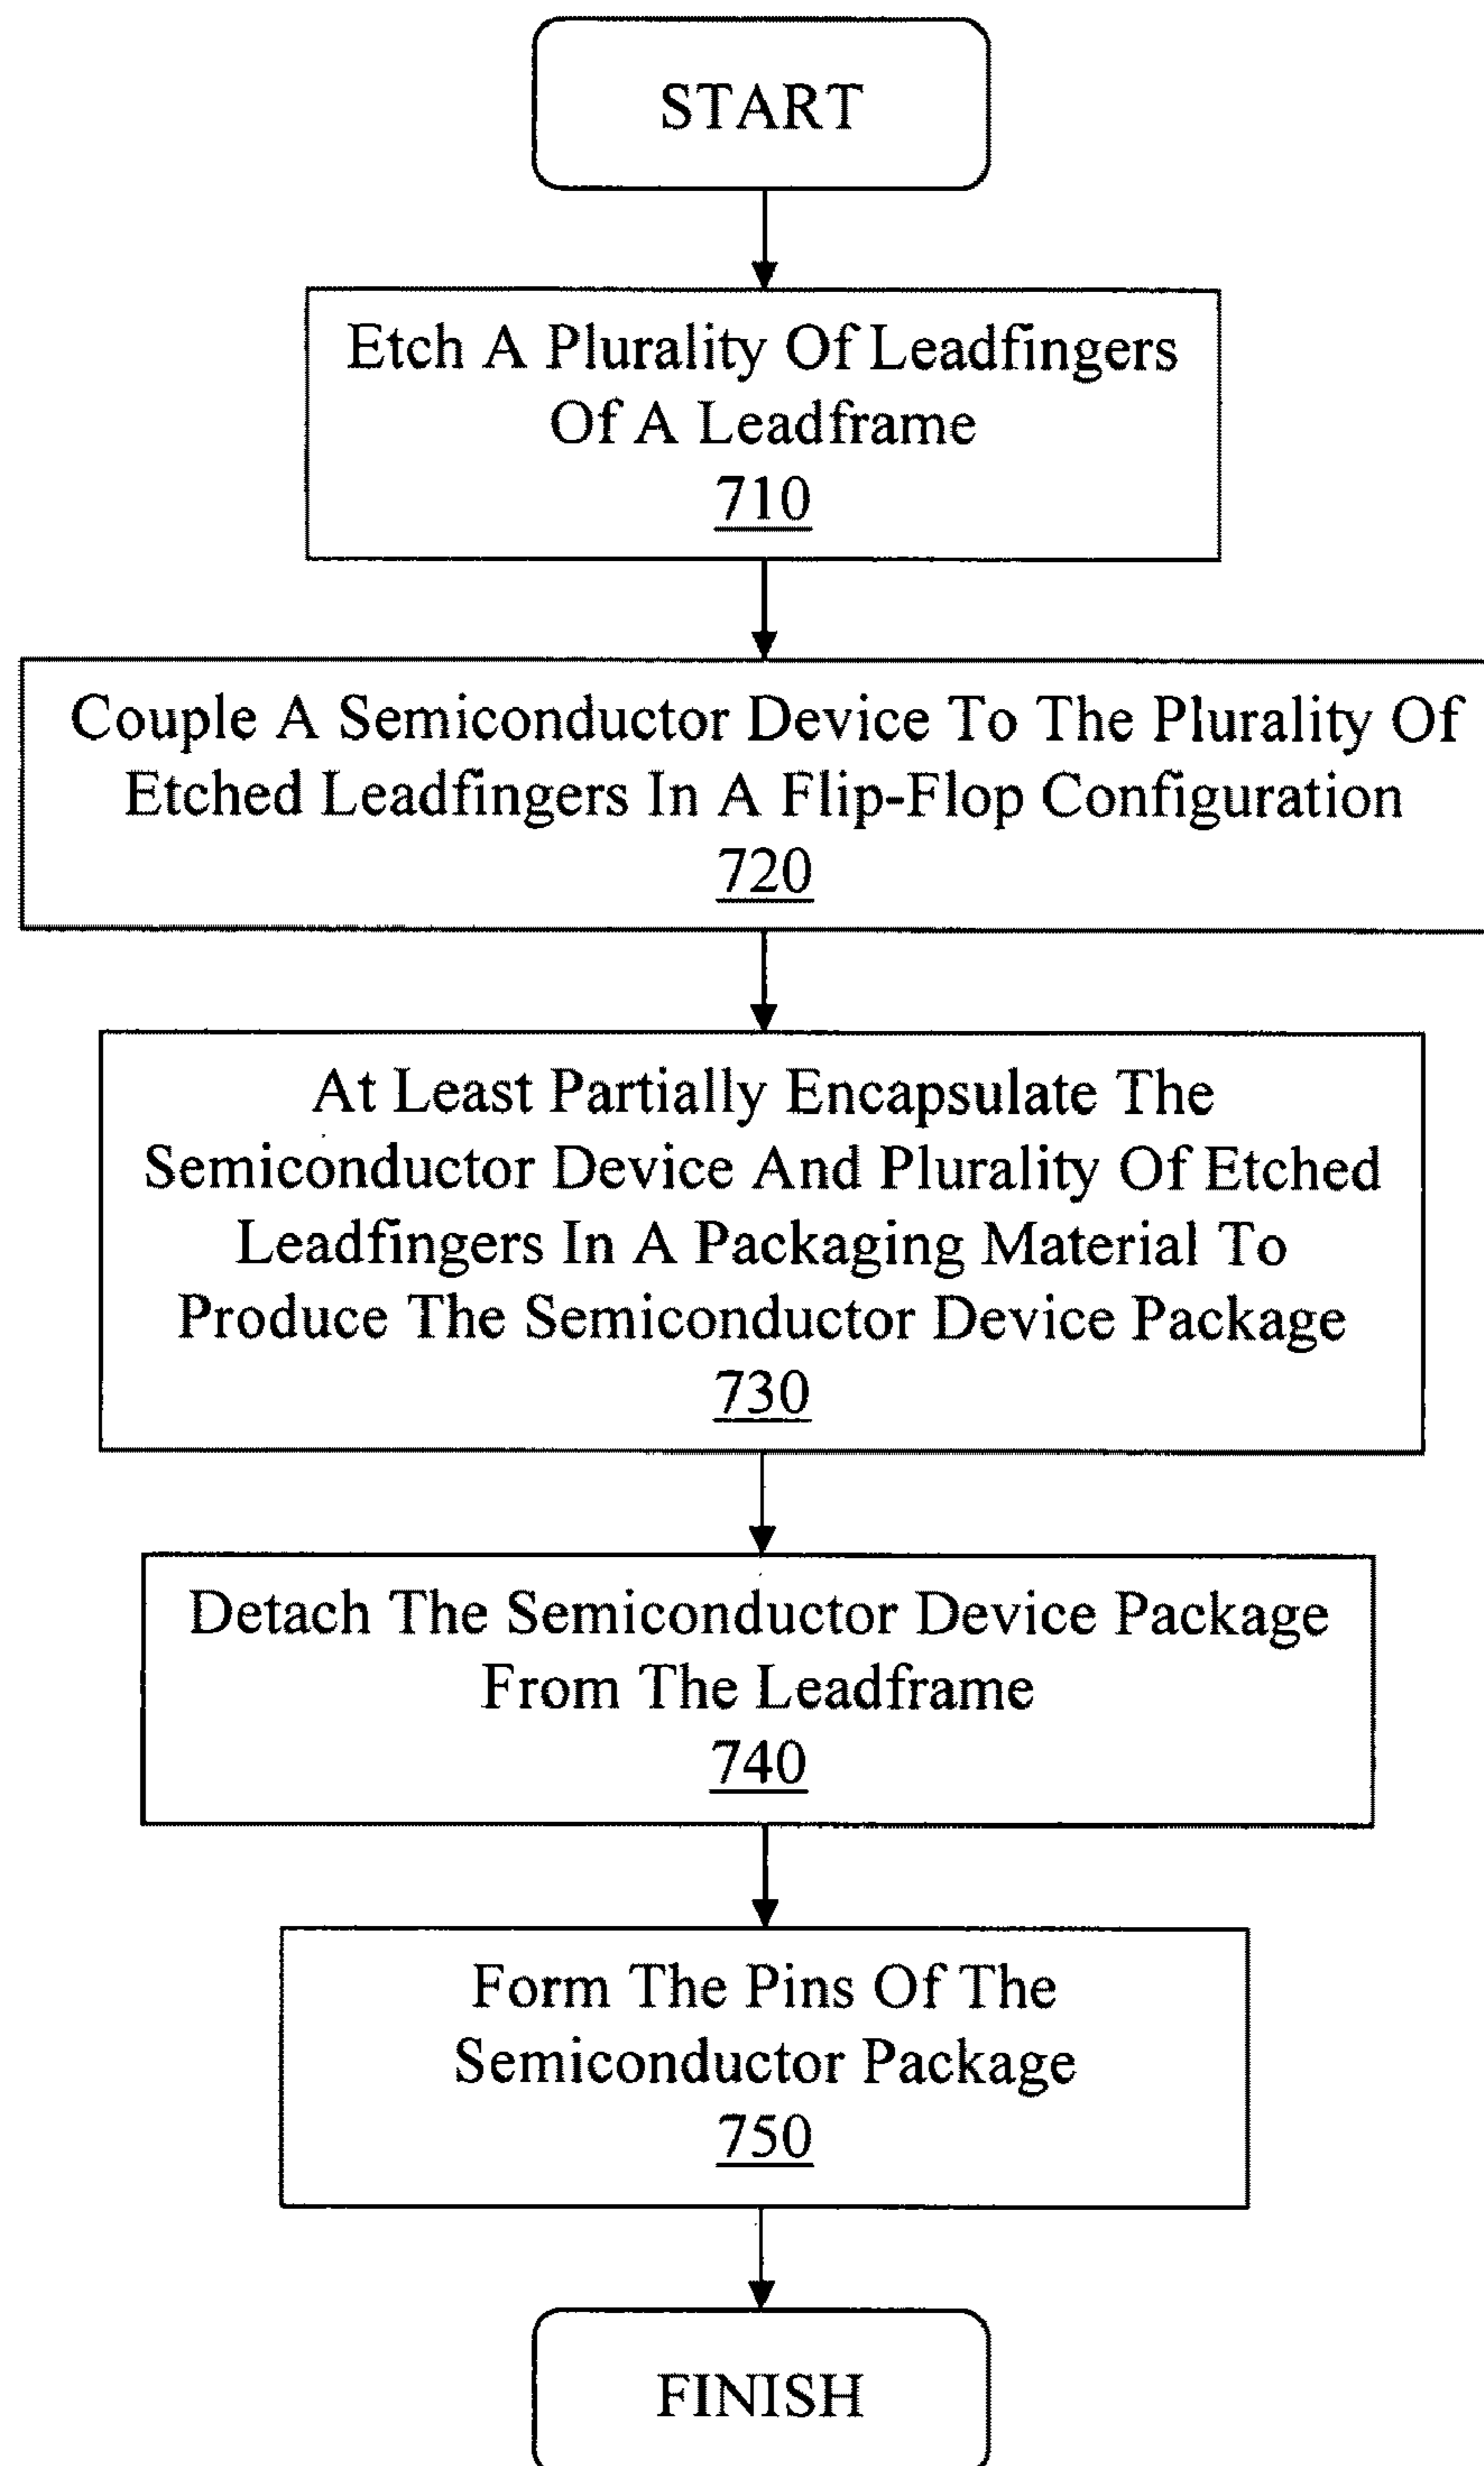 START
Etch A Plurality Of Leadfingers
Of A Leadframe
710
Couple A Semiconductor Device To The Plurality Of
Etched Leadfingers In A Flip-Flop Configuration
720
At Least Partially Encapsulate The
Semiconductor Device And Plurality Of Etched
Leadfingers In A Packaging Material To
Produce The Semiconductor Device Package
730
Detach The Semiconductor Device Package
From The Leadframe
740
Form The Pins Of The
Semiconductor Package
750
FINISH